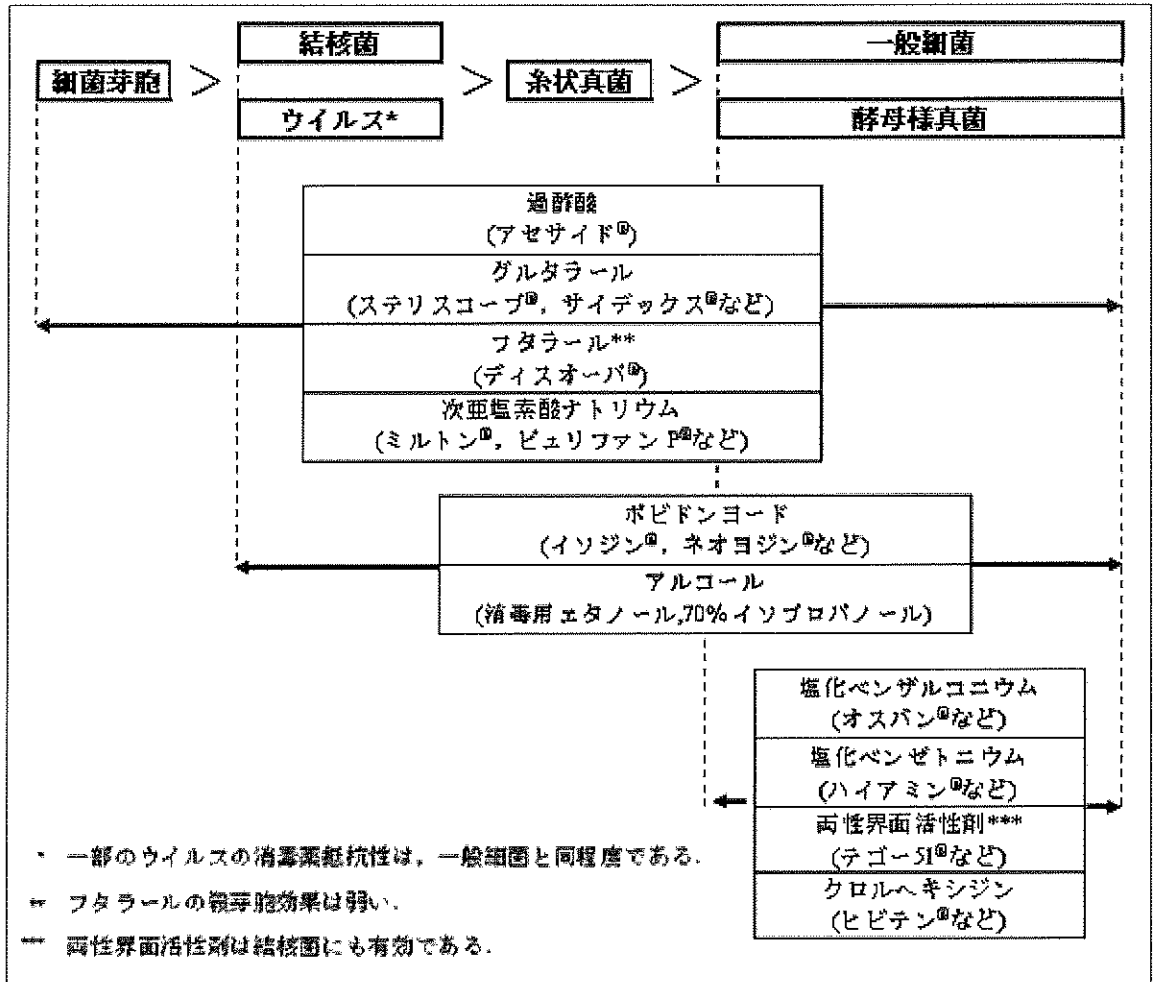 結核菌
一般細菌
細菌芽胞 > > 糸状真菌 >
ウイルス*
酵母様真菌
過酢酸
(アセサイド®)
グルタラール
(ステリスコープ®, サイデックス®など)
フタラール**
(ディスオーパ®)
次亜塩素酸ナトリウム
(ミルトン®, ピュリファンP®など)
ポビドンヨード
(イソジン®, ネオヨジン®など)
アルコール
(消毒用エタノール,70%イソプロパノール)
塩化ベンザルコニウム
(オスバン®など)
塩化ベンゼトニウム
(ハイアミン®など)
両性界面活性剤***
(テゴー51®など)
クロルヘキシジン
(ヒビテン®など)
* 一部のウイルスの消毒薬抵抗性は,一般細菌と同程度である.
** フタラールの殺芽胞効果は弱い.
*** 両性界面活性剤は結核菌にも有効である.